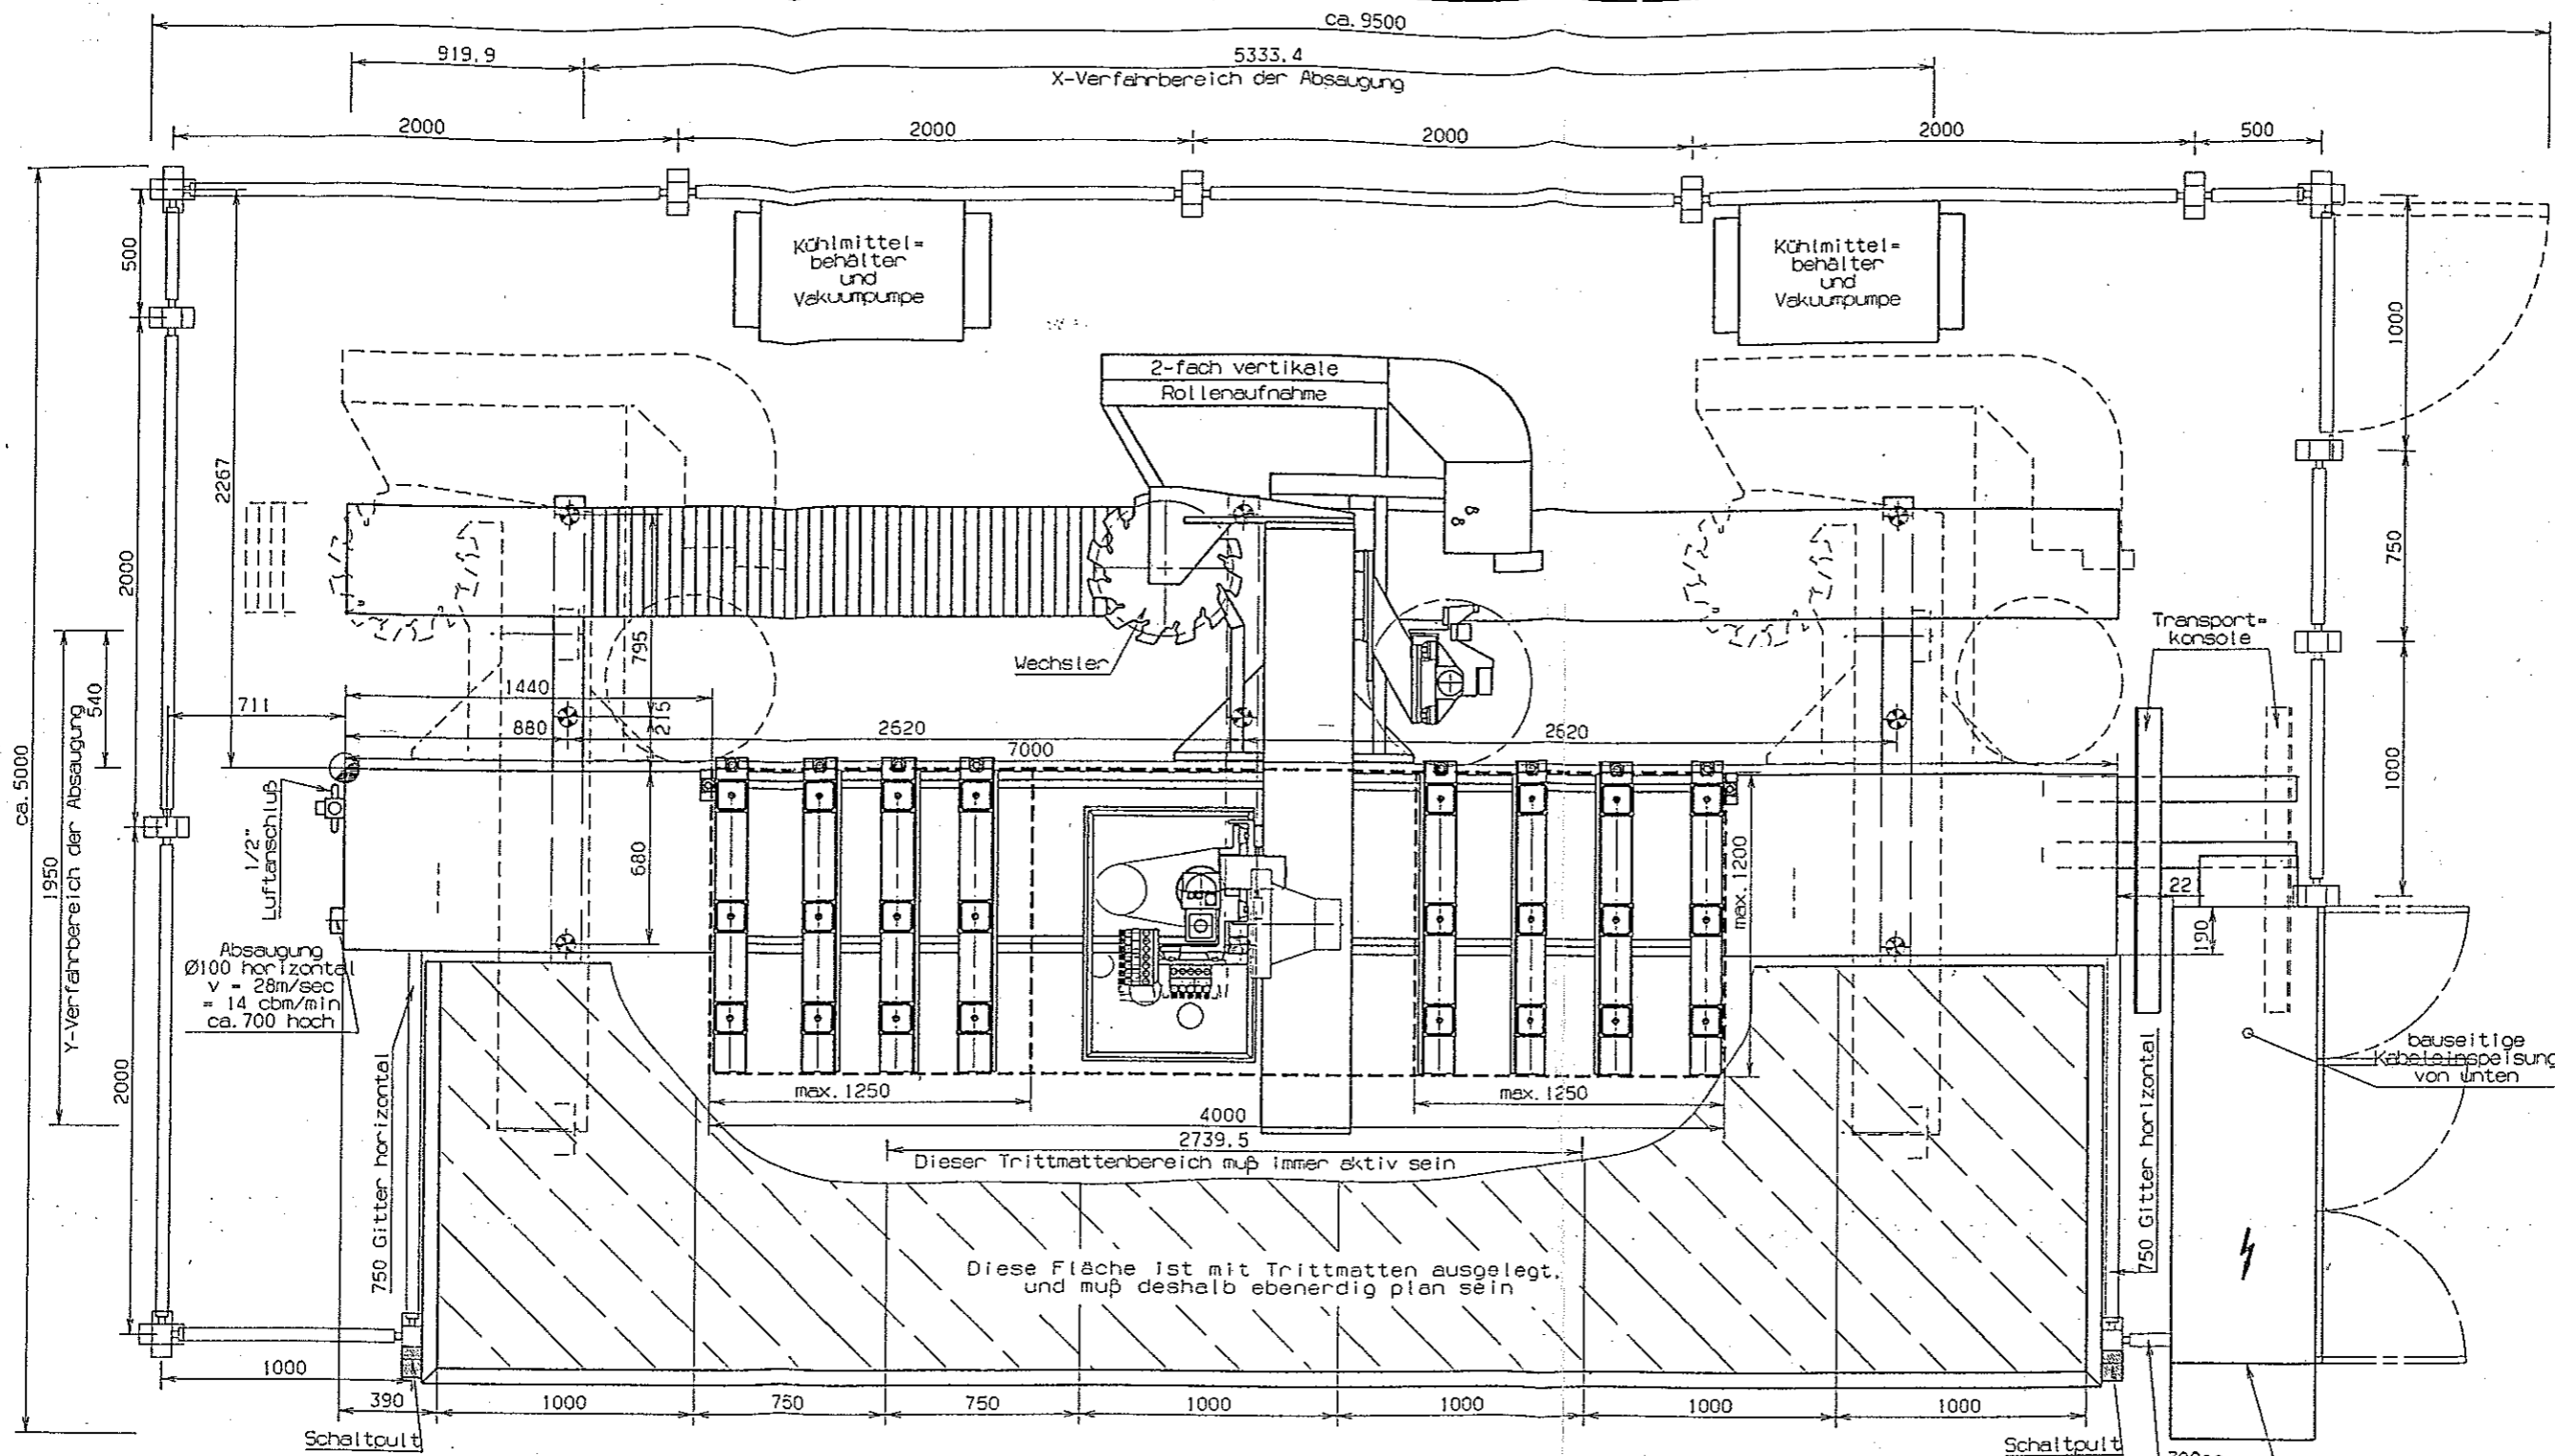 ca. 9500
919.9
5333.4
X-Verfahrbereich der Absaugung
2000
2000
2000
2000
500
500
Kühlmittel=
behälter
und
Vakuumpumpe
Kühlmittel=
behälter
und
Vakuumpumpe
1000
2-fach vertikale
Rollenaufnahme
2267
2000
750
795
Transport=
konsole
Wechsler
540
1440
711
215
880
2620
2620
7000
ca. 5000
1950
Y-Verfahrbereich der Absaugung
1/2"
Luftanschluß
680
max. 1200
1000
22
190
Absaugung
Ø100 horizontal
v = 28m/sec
= 14 cbm/min
ca. 700 hoch
bauseitige
Kabeleinspeisung
von unten
max. 1250
max. 1250
4000
2739.5
Dieser Trittmattenbereich muß immer aktiv sein
2000
750 Gitter horizontal
750 Gitter horizontal
Diese Fläche ist mit Trittmatten ausgelegt,
und muß deshalb ebenerdig plan sein
1000
390
1000
750
750
1000
1000
1000
1000
Schaltpult
Schaltpult